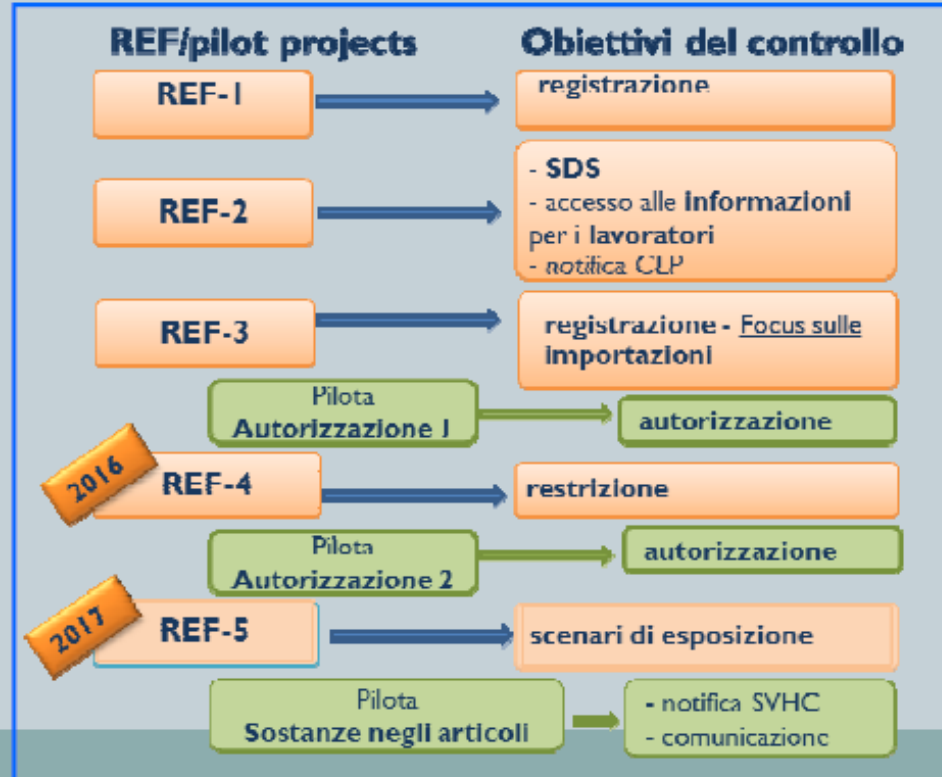 REF/pilot projects
Obiettivi del controllo
REF-1
registrazione
REF-2
- SDS
- accesso alle informazioni
per i lavoratori
- notifica CLP
REF-3
registrazione - Focus sulle
importazioni
Pilota
Autorizzazione 1
autorizzazione
2016
REF-4
restrizione
Pilota
Autorizzazione 2
autorizzazione
2017
REF-5
scenari di esposizione
Pilota
Sostanze negli articoli
- notifica SVHC
- comunicazione